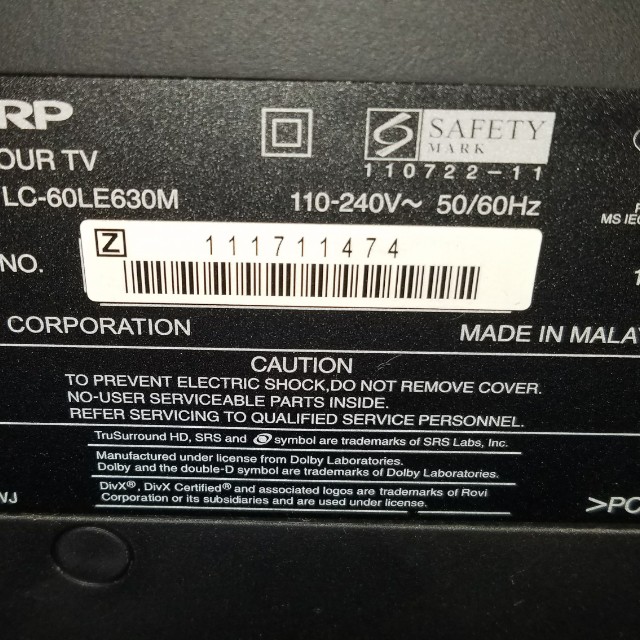 RP
OUR TV
LC-60LE630M
SAFETY
MARK
110722-11
110-240V~ 50/60Hz
MS IEC
NO.
Z
111711474
CORPORATION
MADE IN MALA
CAUTION
TO PREVENT ELECTRIC SHOCK,DO NOT REMOVE COVER.
NO-USER SERVICEABLE PARTS INSIDE.
REFER SERVICING TO QUALIFIED SERVICE PERSONNEL.
TruSurround HD, SRS and symbol are trademarks of SRS Labs, Inc.
Manufactured under license from Dolby Laboratories.
Dolby and the double-D symbol are trademarks of Dolby Laboratories.
DivX®, DivX Certified® and associated logos are trademarks of Rovi
Corporation or its subsidiaries and are used under license.
>PC